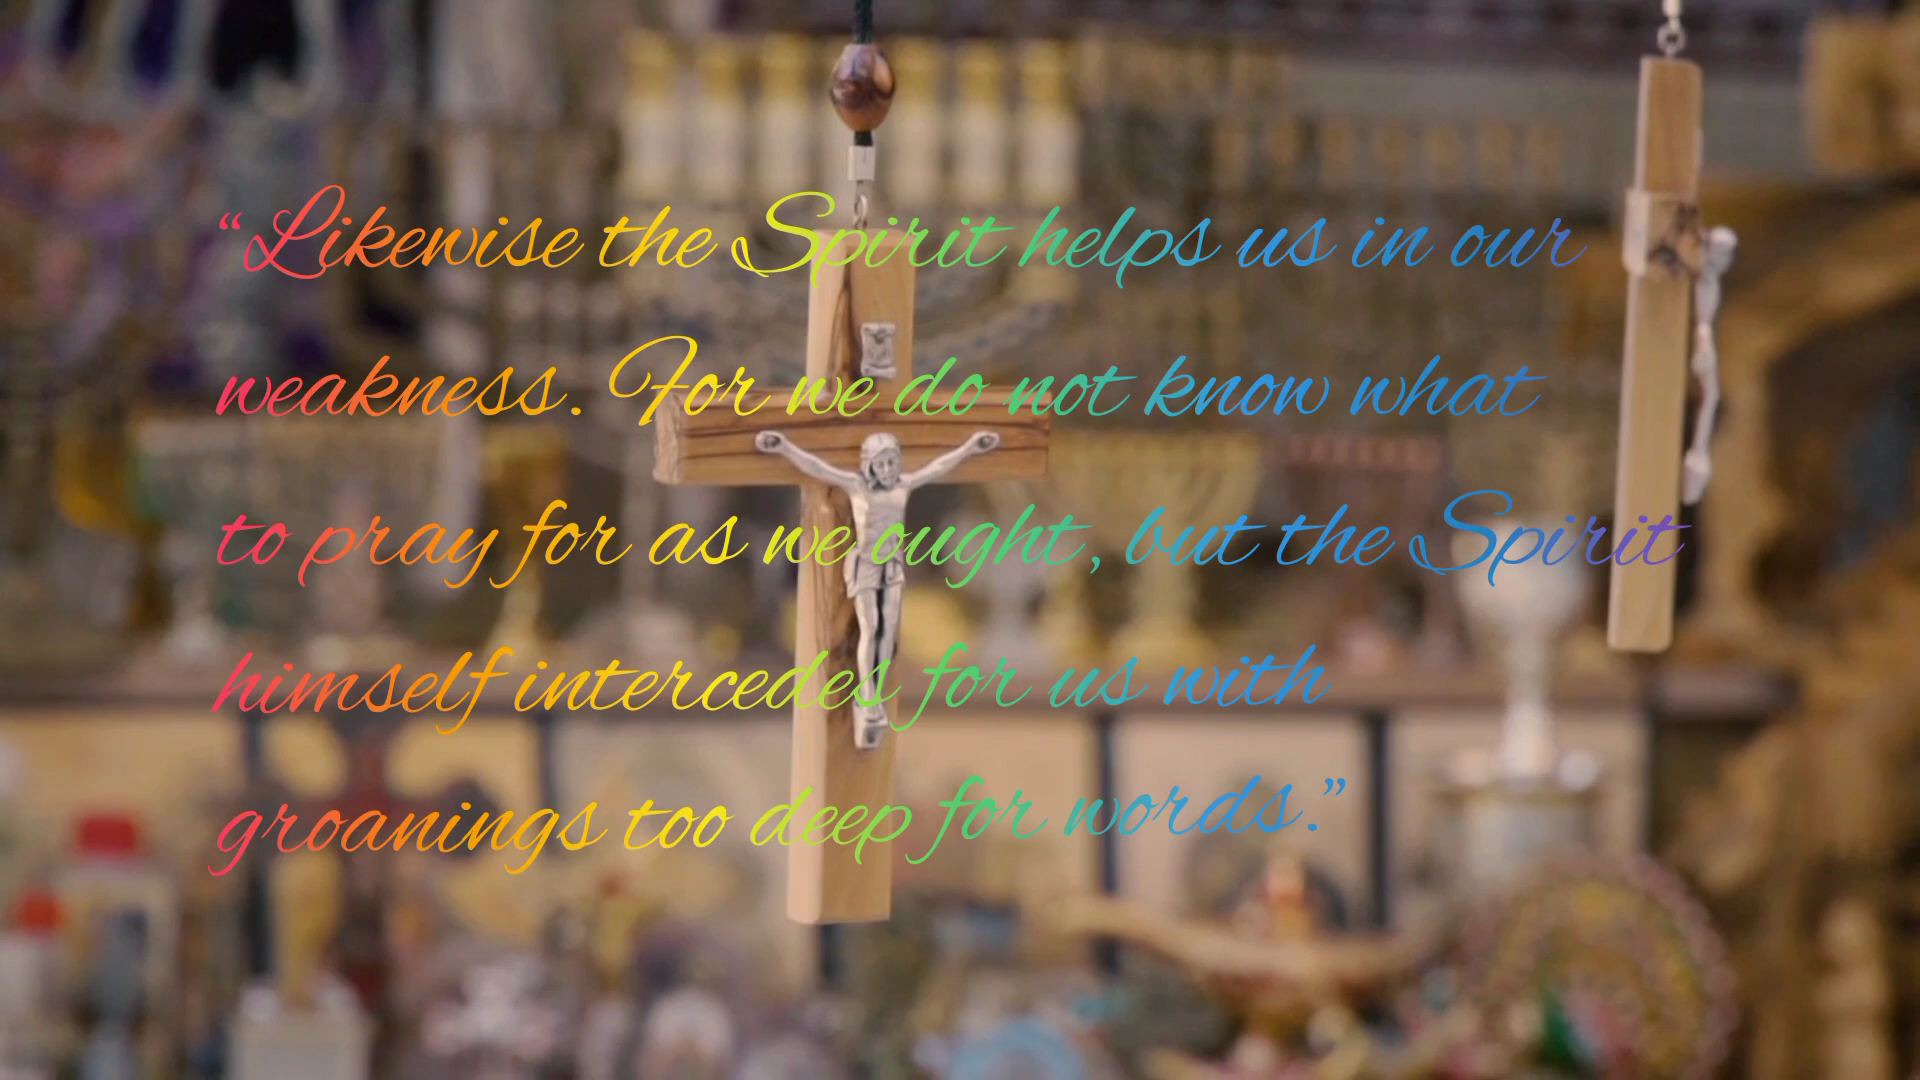 “Likewise the Spirit helps us in our
weakness. For we do not know what
to pray for as we ought, but the Spirit
himself intercedes for us with
groanings too deep for words.”